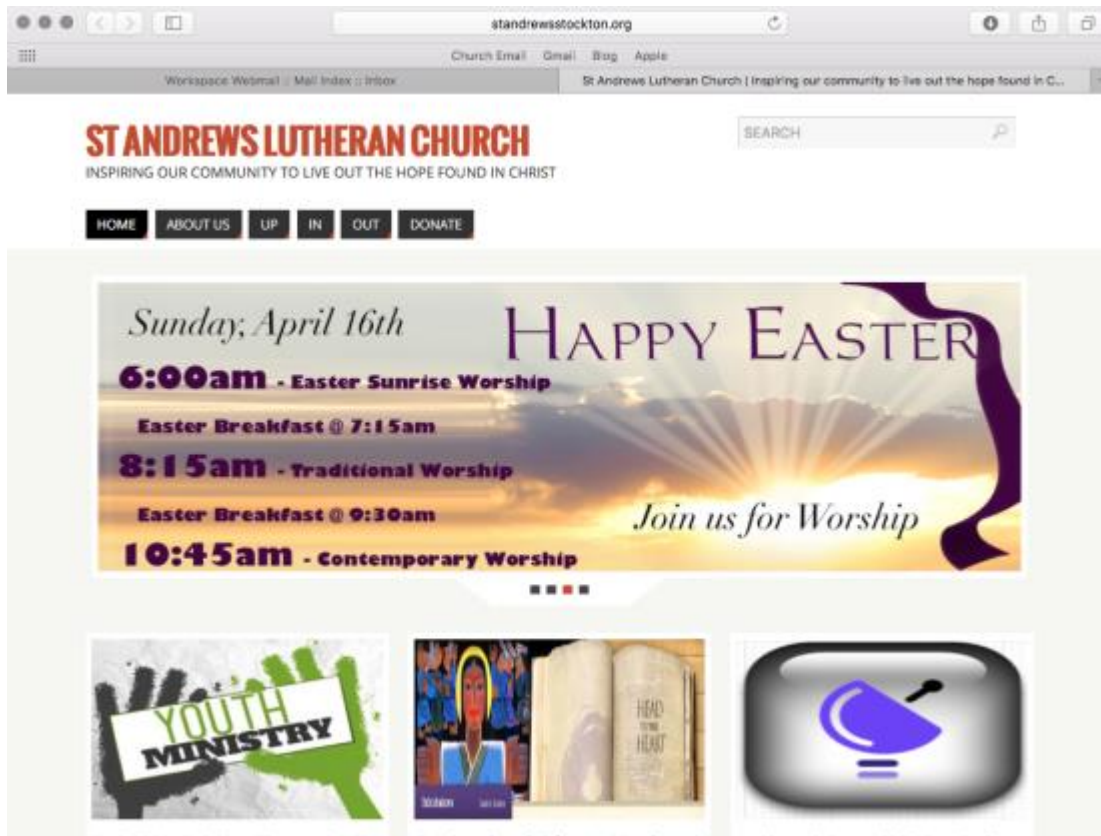 standrewsstockton.org
Church Email Gmail Blog Apple
Workspace Webmail :: Mail Index :: Inbox
St Andrews Lutheran Church | Inspiring our community to live out the hope found in C...
ST ANDREWS LUTHERAN CHURCH
SEARCH
INSPIRING OUR COMMUNITY TO LIVE OUT THE HOPE FOUND IN CHRIST
HOME ABOUT US UP IN OUT DONATE
Sunday, April 16th
HAPPY EASTER
6:00am - Easter Sunrise Worship
Easter Breakfast @ 7:15am
8:15am - Traditional Worship
Easter Breakfast @ 9:30am
Join us for Worship
10:45am - Contemporary Worship
YOUTH
MINISTRY
HEAD
TO THE
HEART